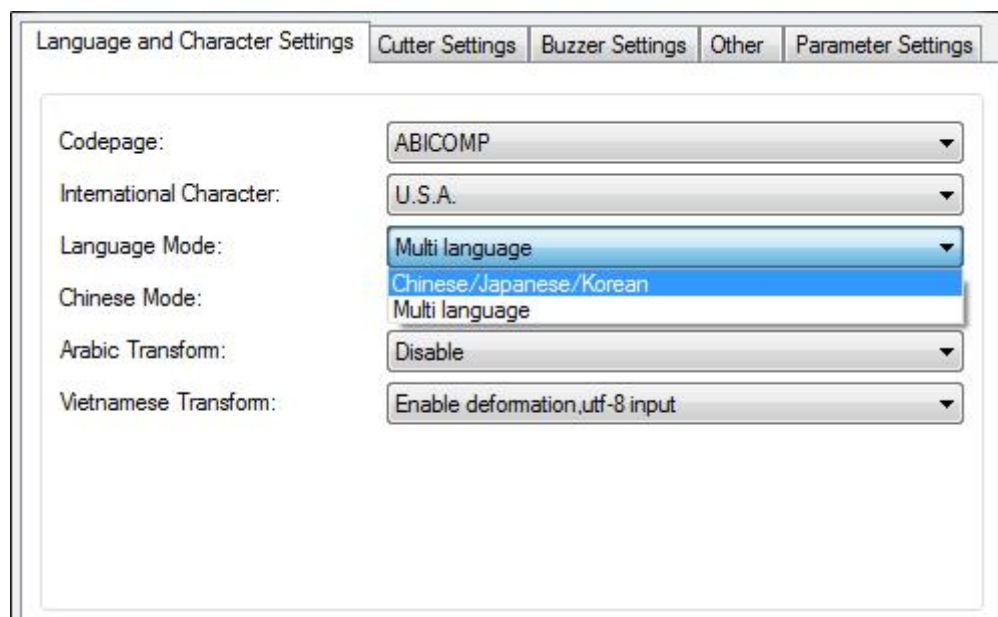 Language and Character Settings Cutter Settings Buzzer Settings Other Parameter Settings
Codepage: ABICOMP
International Character: U.S.A.
Language Mode: Multi language
Chinese/Japanese/Korean
Chinese Mode: Multi language
Arabic Transform: Disable
Vietnamese Transform: Enable deformation,utf-8 input